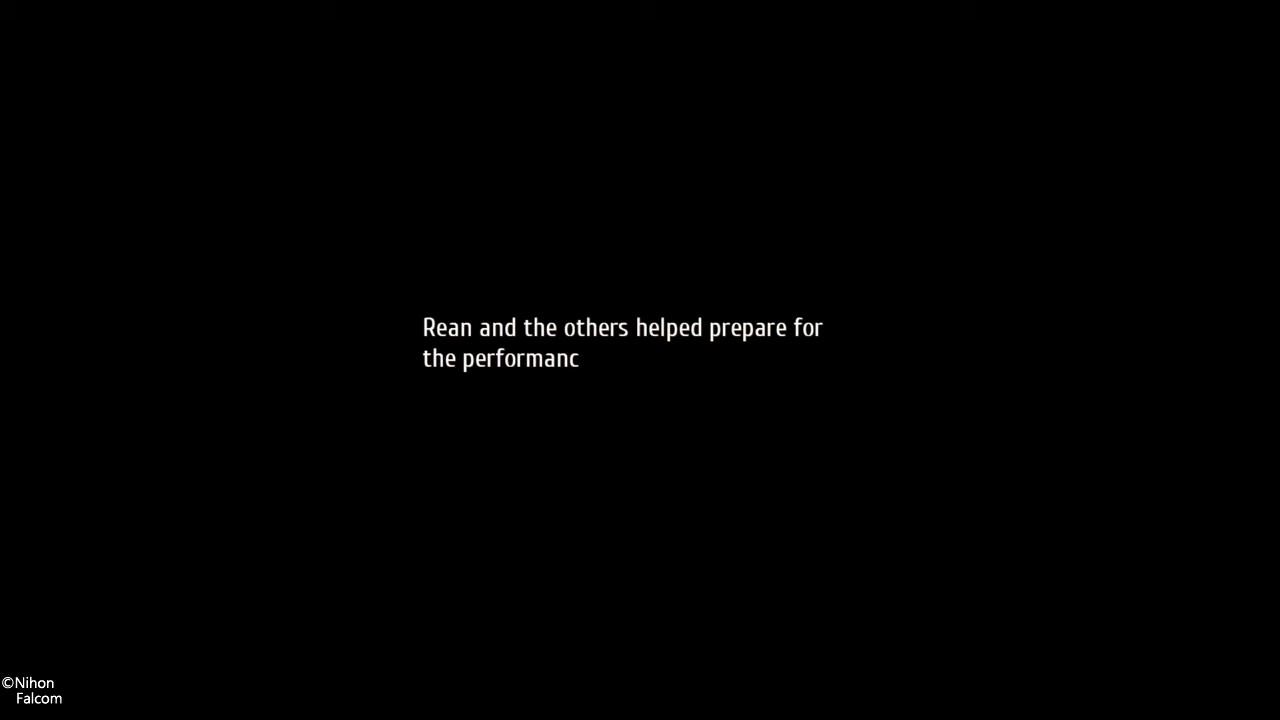 Rean and the others helped prepare for
the performanc
©Nihon
Falcom